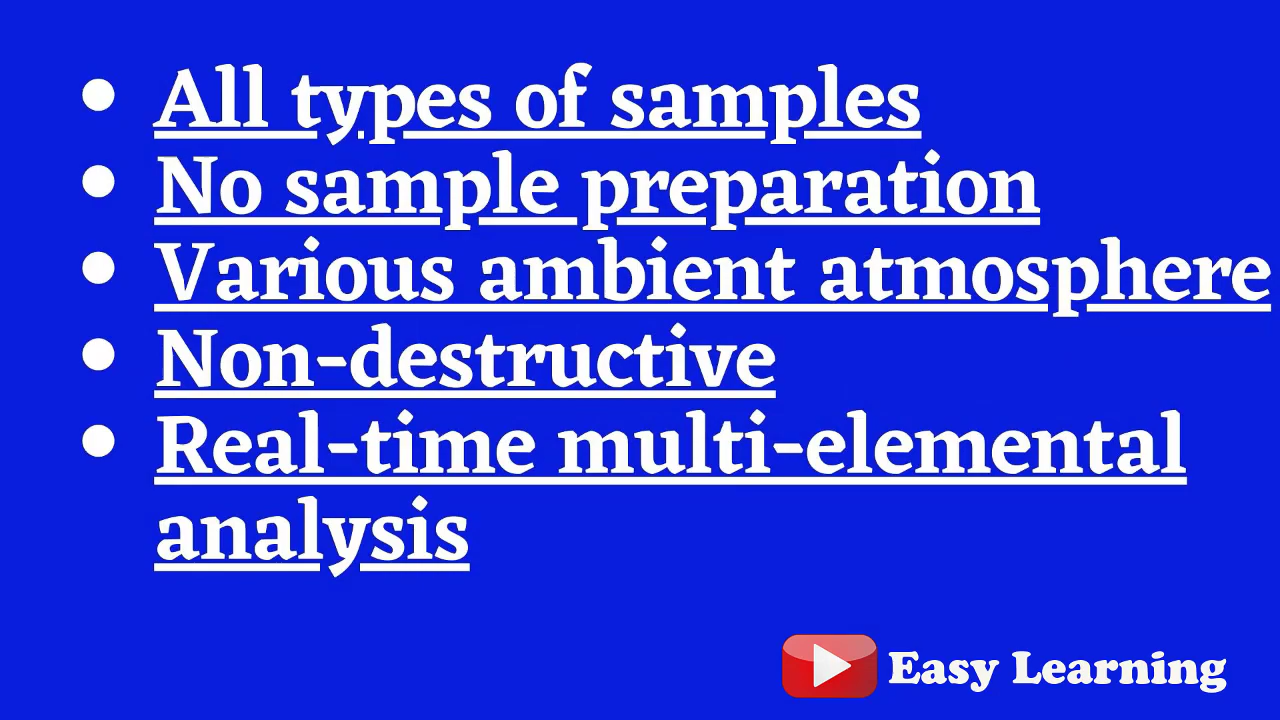 • All types of samples
• No sample preparation
• Various ambient atmosphere
• Non-destructive
• Real-time multi-elemental
analysis
Easy Learning